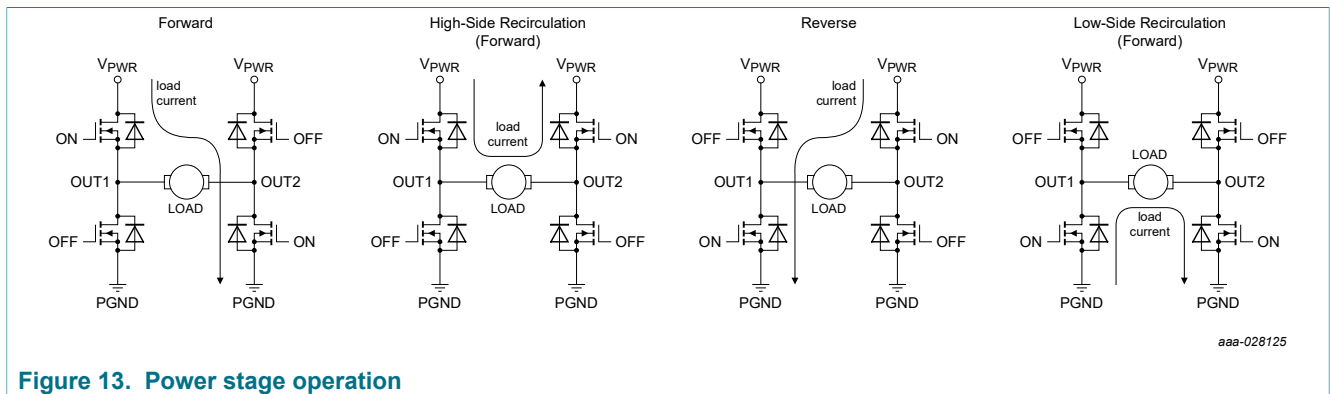 Forward
High-Side Recirculation
(Forward)
Reverse
Low-Side Recirculation
(Forward)
VPWR VPWR VPWR VPWR VPWR VPWR VPWR VPWR
load
current
load
current
load
current
ON OFF ON ON OFF ON OFF OFF
OUT1 LOAD OUT2
OUT1 LOAD OUT2
OUT1 LOAD OUT2
OUT1 LOAD OUT2
load
current
OFF ON OFF OFF ON OFF ON ON
PGND PGND PGND PGND PGND PGND PGND PGND
aaa-028125
Figure 13. Power stage operation